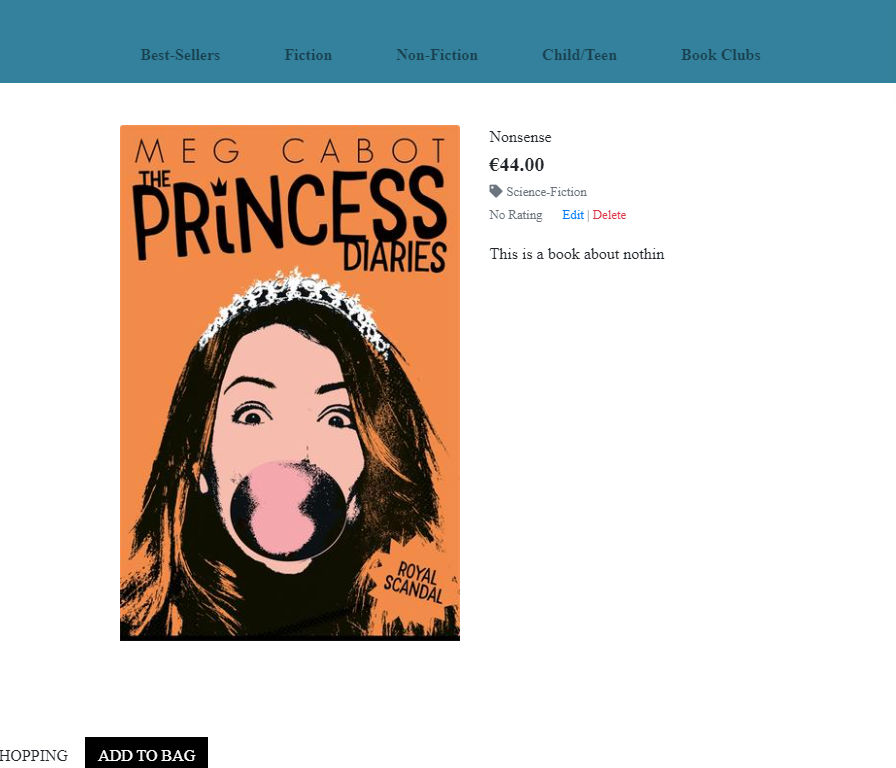 Best-Sellers Fiction Non-Fiction Child/Teen Book Clubs
MEG CABOT
THE
PRiNCESS
DIARIES
ROYAL
SCANDAL
Nonsense
€44.00
Science-Fiction
No Rating Edit | Delete
This is a book about nothin
HOPPING ADD TO BAG